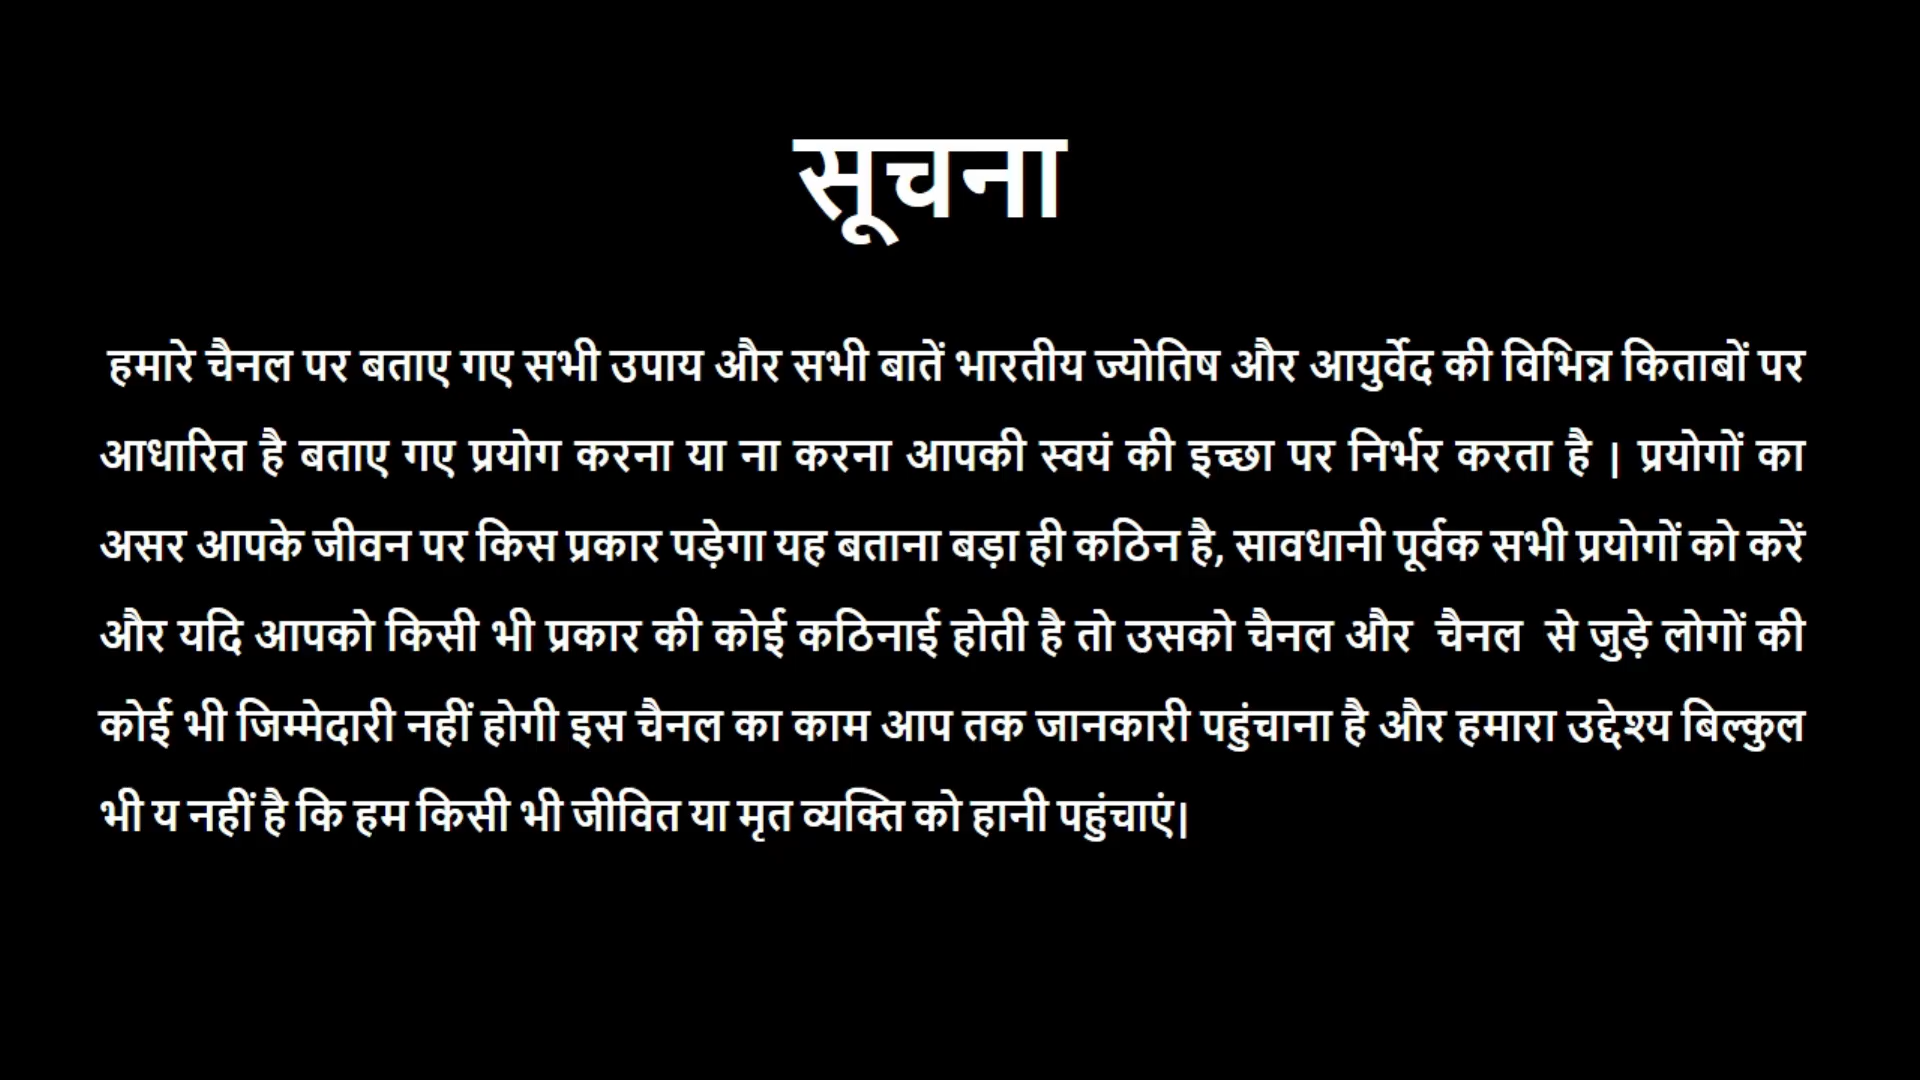 सूचना
हमारे चैनल पर बताए गए सभी उपाय और सभी बातें भारतीय ज्योतिष और आयुर्वेद की विभिन्न किताबों पर
आधारित है बताए गए प्रयोग करना या ना करना आपकी स्वयं की इच्छा पर निर्भर करता है | प्रयोगों का
असर आपके जीवन पर किस प्रकार पड़ेगा यह बताना बड़ा ही कठिन है, सावधानी पूर्वक सभी प्रयोगों को करें
और यदि आपको किसी भी प्रकार की कोई कठिनाई होती है तो उसको चैनल और चैनल से जुड़े लोगों की
कोई भी जिम्मेदारी नहीं होगी इस चैनल का काम आप तक जानकारी पहुंचाना है और हमारा उद्देश्य बिल्कुल
भी य नहीं है कि हम किसी भी जीवित या मृत व्यक्ति को हानी पहुंचाएं|